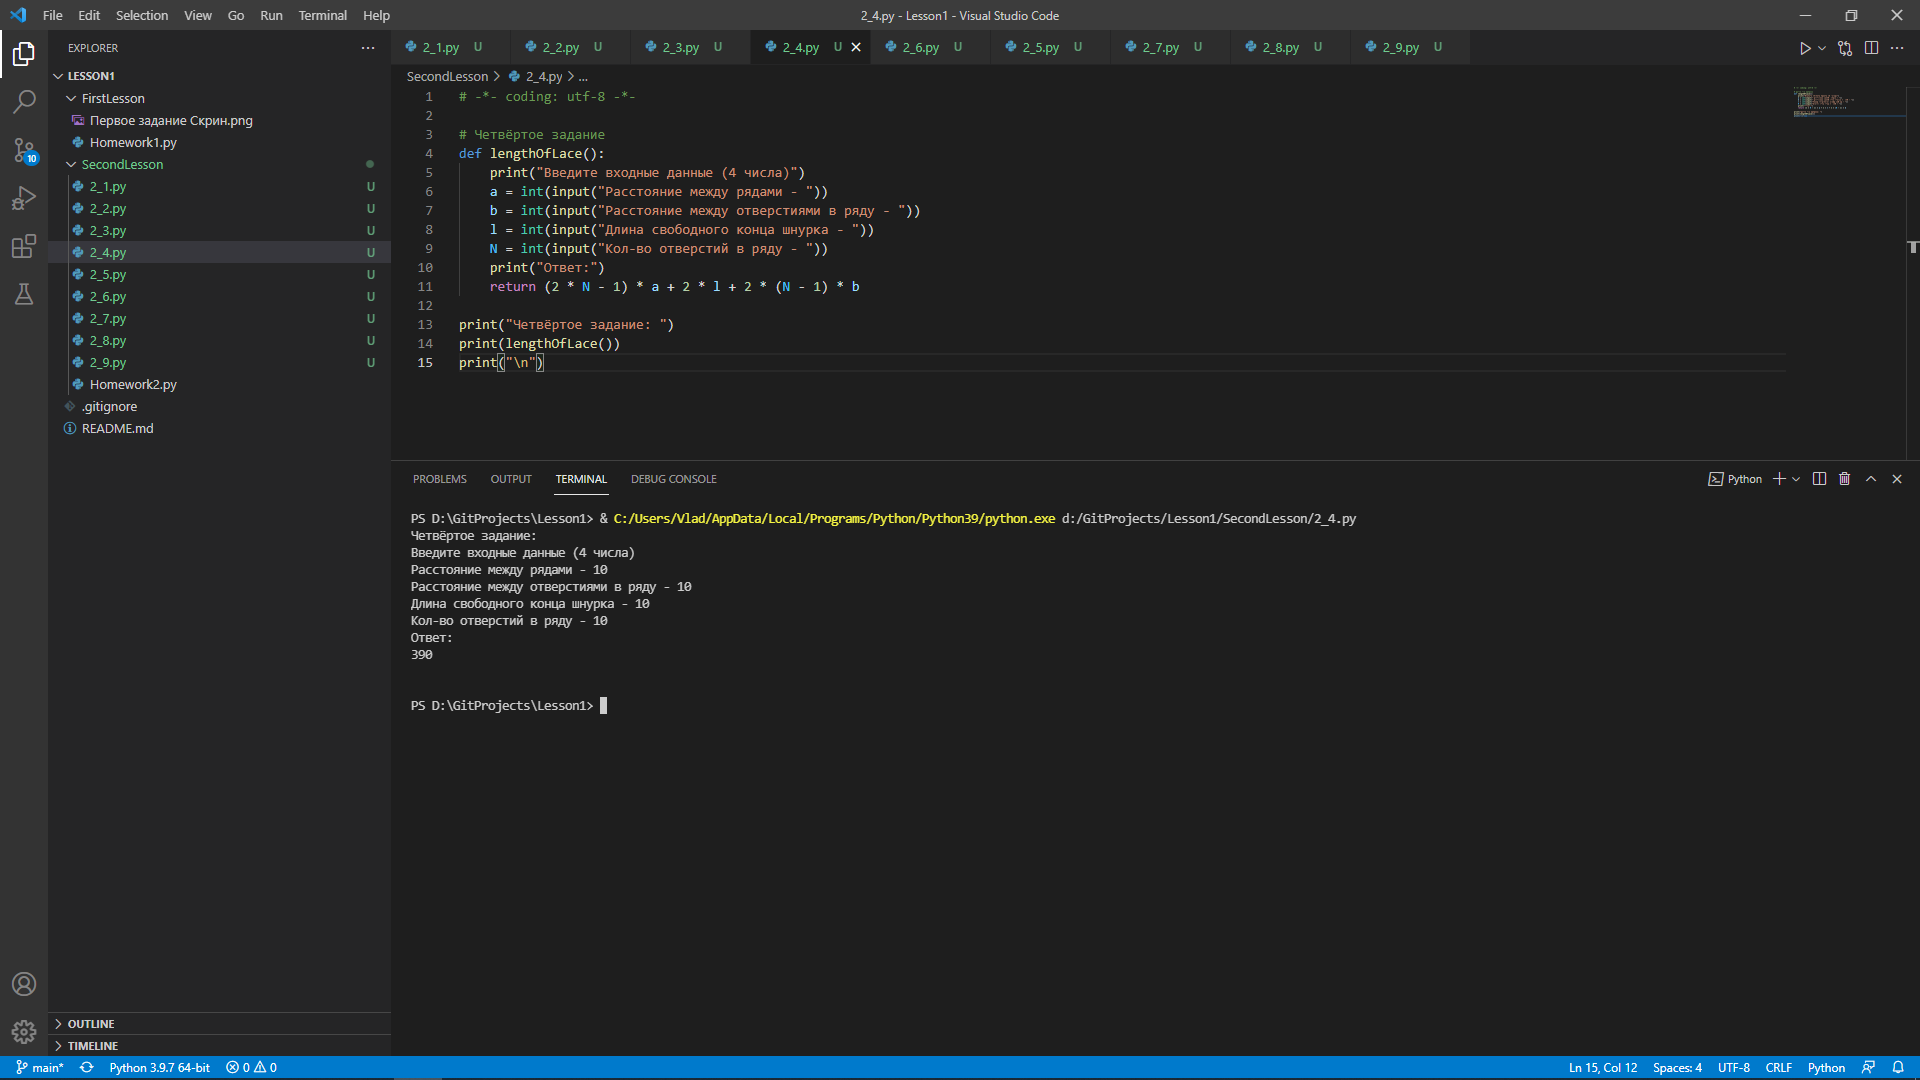 File Edit Selection View Go Run Terminal Help
2_4.py - Lesson1 - Visual Studio Code
EXPLORER
LESSON1
FirstLesson
Первое задание Скрин.png
Homework1.py
SecondLesson
2_1.py U
2_2.py U
2_3.py U
2_4.py U
2_5.py U
2_6.py U
2_7.py U
2_8.py U
2_9.py U
Homework2.py
.gitignore
README.md
OUTLINE
TIMELINE
10
2_1.py U 2_2.py U 2_3.py U 2_4.py U 2_6.py U 2_5.py U 2_7.py U 2_8.py U 2_9.py U
SecondLesson > 2_4.py > ...
1 # -*- coding: utf-8 -*-
2
3 # Четвёртое задание
4 def lengthOfLace():
5 print("Введите входные данные (4 числа)")
6 a = int(input("Расстояние между рядами - "))
7 b = int(input("Расстояние между отверстиями в ряду - "))
8 l = int(input("Длина свободного конца шнурка - "))
9 N = int(input("Кол-во отверстий в ряду - "))
10 print("Ответ:")
11 return (2 * N - 1) * a + 2 * l + 2 * (N - 1) * b
12
13 print("Четвёртое задание: ")
14 print(lengthOfLace())
15 print("\n")
PROBLEMS OUTPUT TERMINAL DEBUG CONSOLE
Python
PS D:\GitProjects\Lesson1> & C:/Users/Vlad/AppData/Local/Programs/Python/Python39/python.exe d:/GitProjects/Lesson1/SecondLesson/2_4.py
Четвёртое задание:
Введите входные данные (4 числа)
Расстояние между рядами - 10
Расстояние между отверстиями в ряду - 10
Длина свободного конца шнурка - 10
Кол-во отверстий в ряду - 10
Ответ:
390
PS D:\GitProjects\Lesson1>
main* Python 3.9.7 64-bit 0 0
Ln 15, Col 12 Spaces: 4 UTF-8 CRLF Python